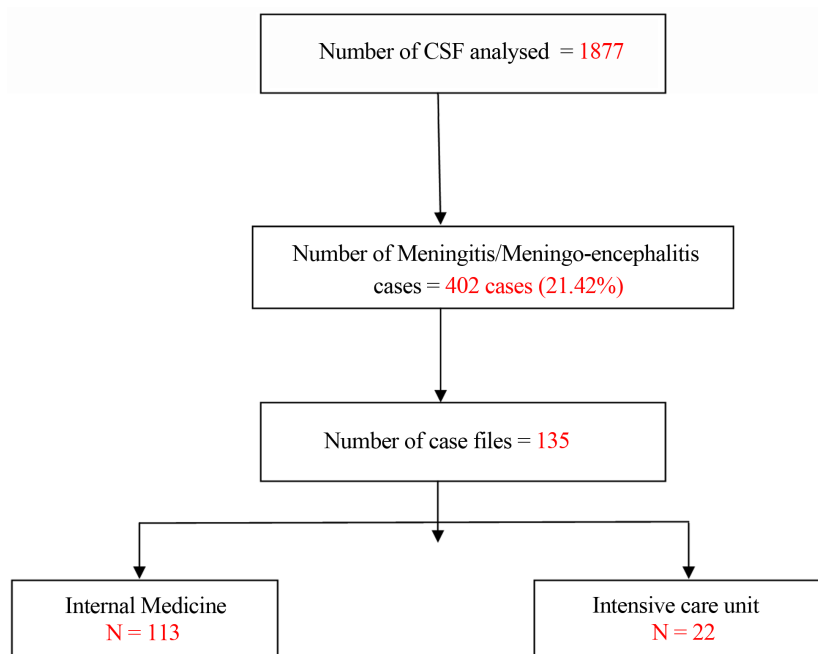 Number of CSF analysed = 1877
Number of Meningitis/Meningo-encephalitis
cases = 402 cases (21.42%)
Number of case files = 135
Internal Medicine
N = 113
Intensive care unit
N = 22